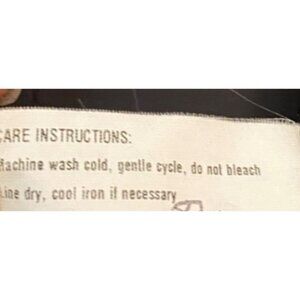 CARE INSTRUCTIONS:
Machine wash cold, gentle cycle, do not bleach
Line dry, cool iron if necessary